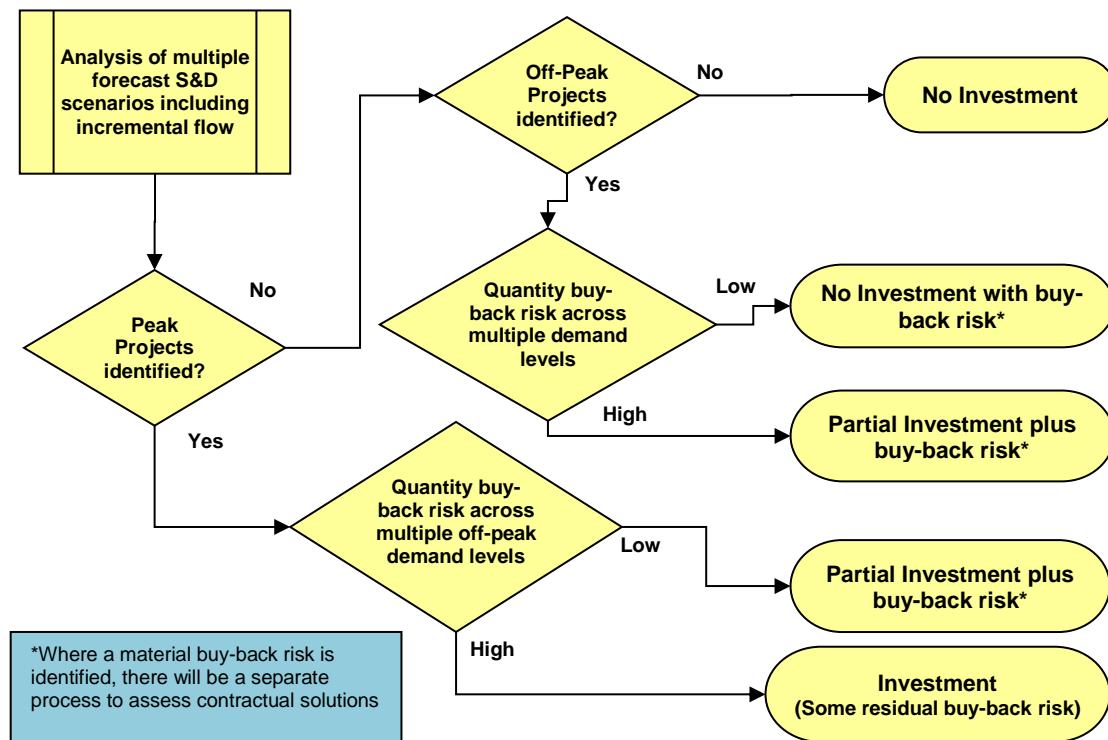 Analysis of multiple
forecast S&D
scenarios including
incremental flow
Off-Peak
Projects
identified?
No
No Investment
Yes
No
Peak
Projects
identified?
Quantity buy-
back risk across
multiple demand
levels
Low
No Investment with buy-
back risk*
High
Partial Investment plus
buy-back risk*
Yes
Quantity buy-
back risk across
multiple off-peak
demand levels
Low
Partial Investment plus
buy-back risk*
High
Investment
(Some residual buy-back risk)
*Where a material buy-back risk is
identified, there will be a separate
process to assess contractual solutions